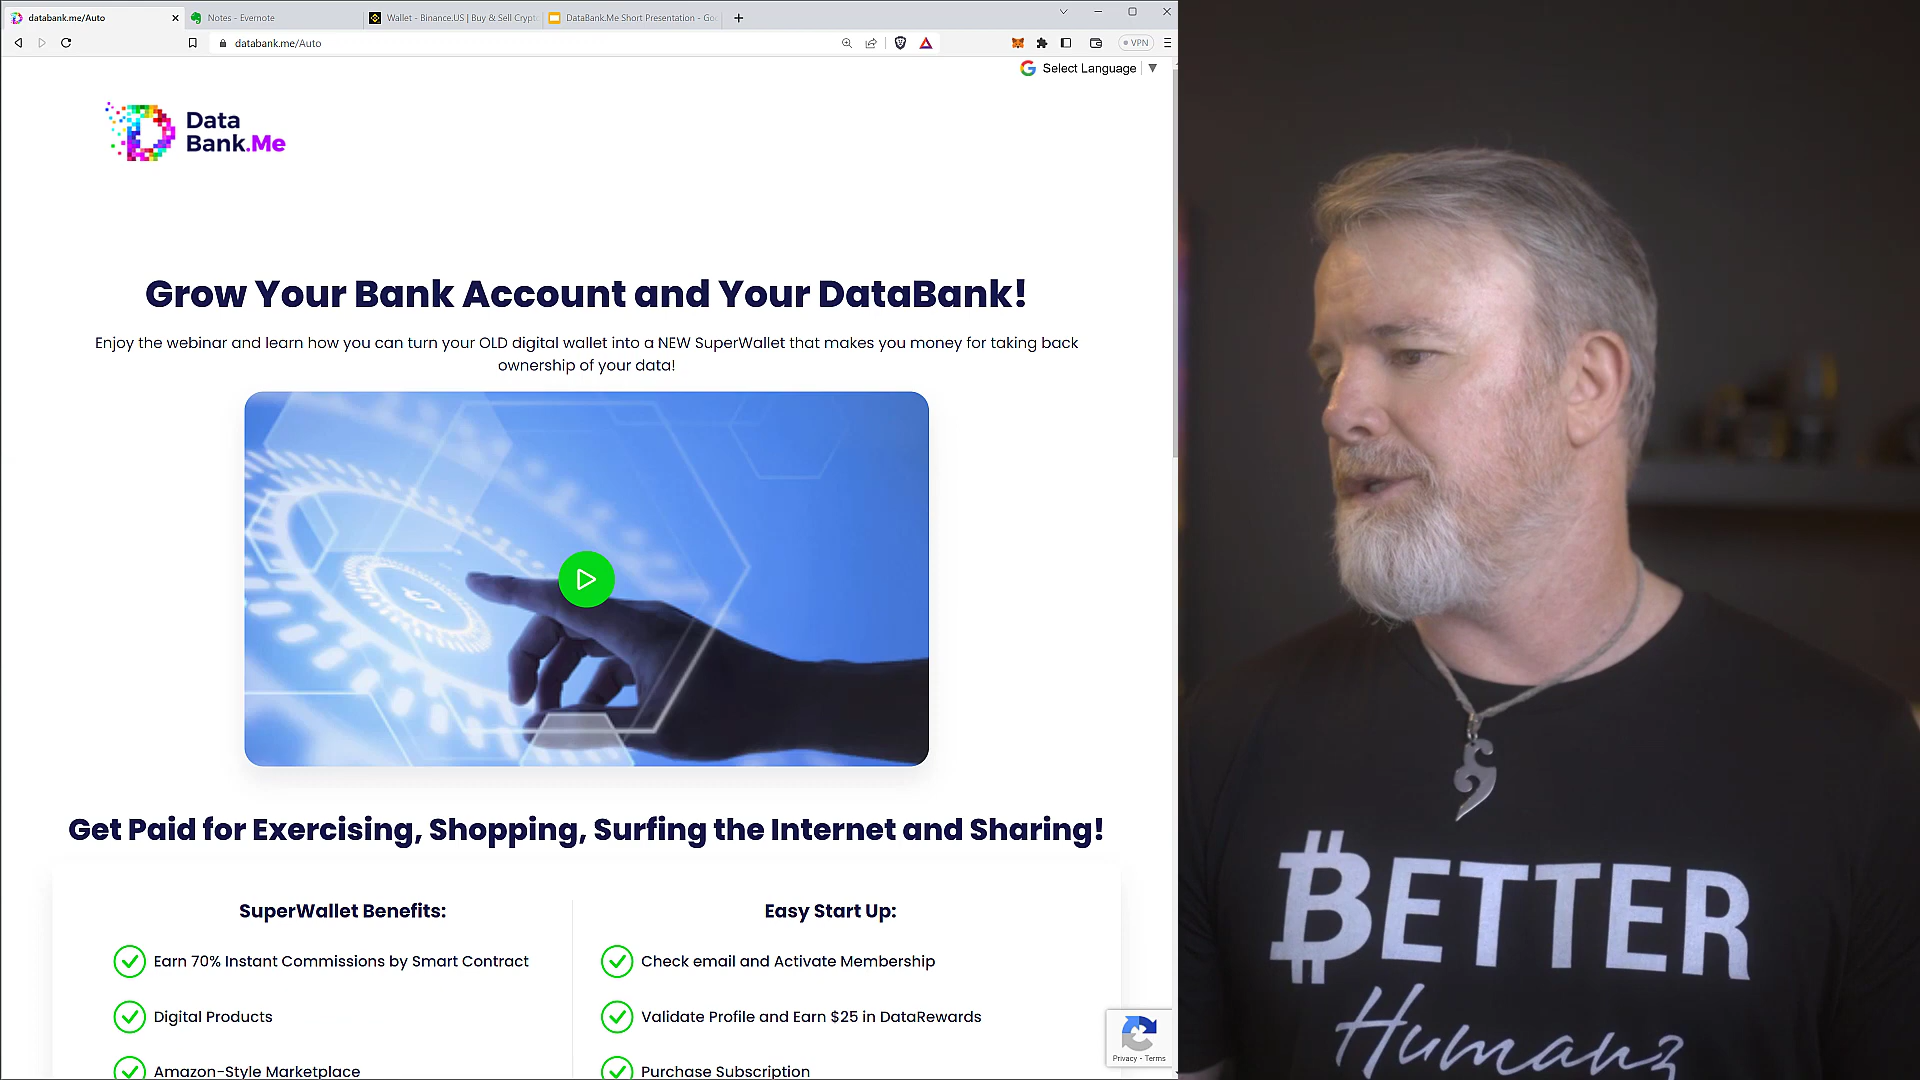 databank.me/Auto
Notes - Evernote
Wallet - Binance.US | Buy & Sell Crypto
DataBank.Me Short Presentation - Goo
databank.me/Auto
VPN
Select Language
Data
Bank.Me
Grow Your Bank Account and Your DataBank!
Enjoy the webinar and learn how you can turn your OLD digital wallet into a NEW SuperWallet that makes you money for taking back
ownership of your data!
Get Paid for Exercising, Shopping, Surfing the Internet and Sharing!
SuperWallet Benefits:
Earn 70% Instant Commissions by Smart Contract
Digital Products
Amazon-Style Marketplace
Easy Start Up:
Check email and Activate Membership
Validate Profile and Earn $25 in DataRewards
Purchase Subscription
Privacy - Terms
₿ETTER
Humanz